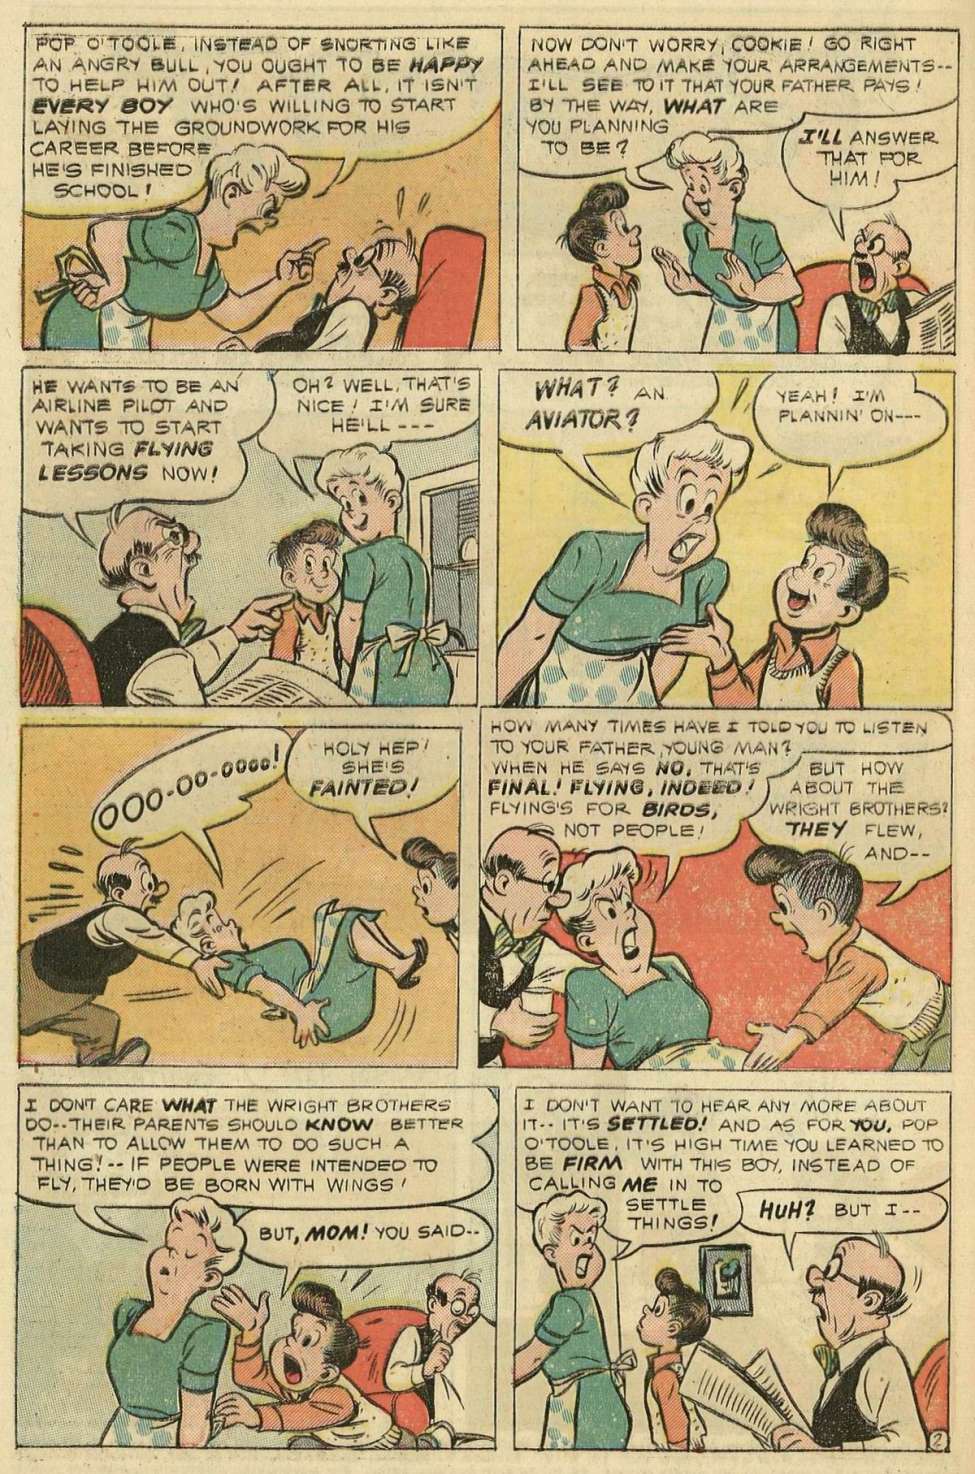 POP O'TOOLE, INSTEAD OF SNORTING LIKE
AN ANGRY BULL, YOU OUGHT TO BE HAPPY
TO HELP HIM OUT! AFTER ALL, IT ISN'T
EVERY BOY WHO'S WILLING TO START
LAYING THE GROUNDWORK FOR HIS
CAREER BEFORE
HE'S FINISHED
SCHOOL!
NOW DON'T WORRY, COOKIE! GO RIGHT
AHEAD AND MAKE YOUR ARRANGEMENTS--
I'LL SEE TO IT THAT YOUR FATHER PAYS!
BY THE WAY, WHAT ARE
YOU PLANNING
TO BE?
I'LL ANSWER
THAT FOR
HIM!
HE WANTS TO BE AN
AIRLINE PILOT AND
WANTS TO START
TAKING FLYING
LESSONS NOW!
OH? WELL, THAT'S
NICE! I'M SURE
HE'LL ---
WHAT? AN
AVIATOR?
YEAH! I'M
PLANNIN' ON---
OOO-OO-OOOO!
HOLY HEP!
SHE'S
FAINTED!
HOW MANY TIMES HAVE I TOLD YOU TO LISTEN
TO YOUR FATHER, YOUNG MAN?
WHEN HE SAYS NO, THAT'S
FINAL! FLYING, INDEED!
FLYING'S FOR BIRDS,
NOT PEOPLE!
BUT HOW
ABOUT THE
WRIGHT BROTHERS?
THEY FLEW,
AND--
I DON'T CARE WHAT THE WRIGHT BROTHERS
DO--THEIR PARENTS SHOULD KNOW BETTER
THAN TO ALLOW THEM TO DO SUCH A
THING!--IF PEOPLE WERE INTENDED TO
FLY, THEY'D BE BORN WITH WINGS!
BUT, MOM! YOU SAID--
I DON'T WANT TO HEAR ANY MORE ABOUT
IT--IT'S SETTLED! AND AS FOR YOU, POP
O'TOOLE, IT'S HIGH TIME YOU LEARNED TO
BE FIRM WITH THIS BOY, INSTEAD OF
CALLING ME IN TO
SETTLE
THINGS!
HUH? BUT I--
2